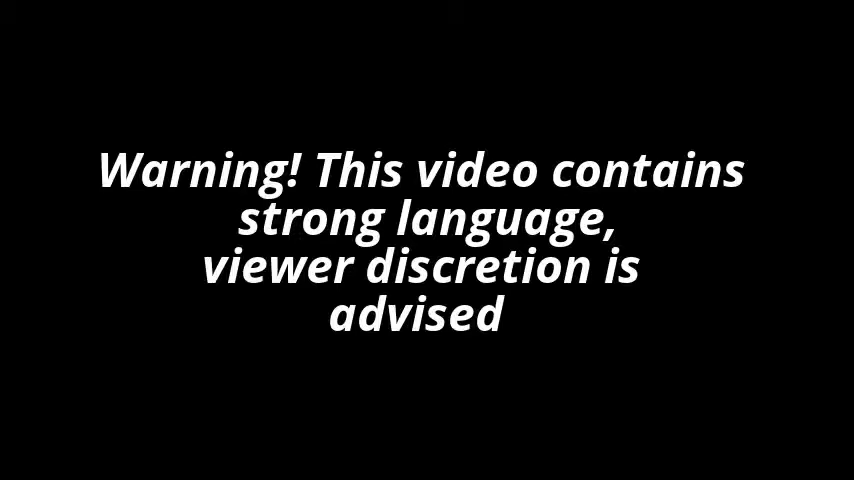 Warning! This video contains
strong language,
viewer discretion is
advised